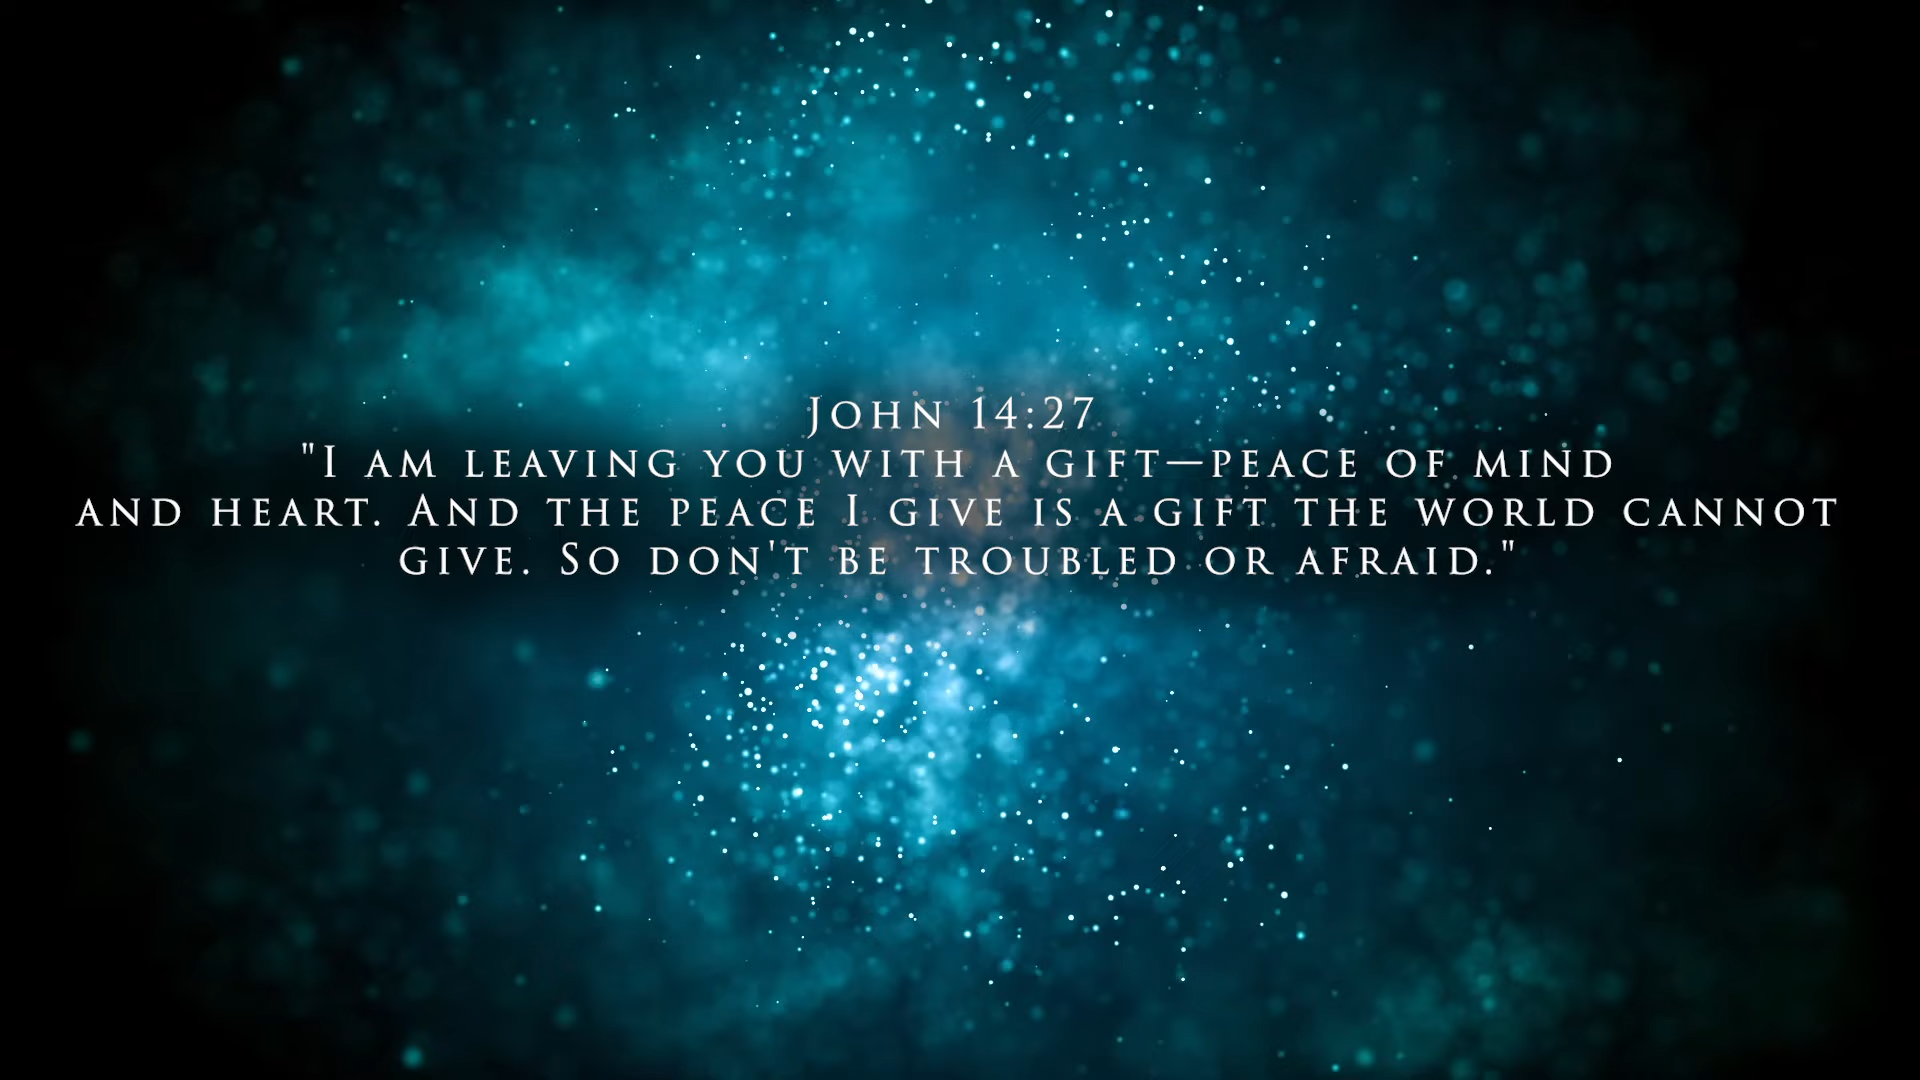 John 14:27
"I am leaving you with a gift—peace of mind
and heart. And the peace I give is a gift the world cannot
give. So don't be troubled or afraid."